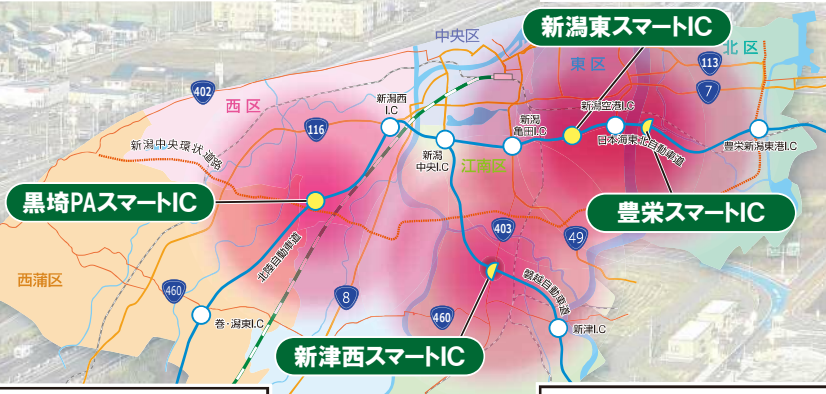 新潟東スマートIC
中央区
北区
113
東区
7
402
西区
新潟西
I.C
新潟空港I.C
116
新潟
亀田I.C
新潟中央環状道路
日本海東北自動車道
豊栄新潟東港I.C
新潟
中央I.C
江南区
黒埼PAスマートIC
豊栄スマートIC
403
49
北陸自動車道
西蒲区
460
磐越自動車道
8
巻・潟東I.C
460
新津I.C
新津西スマートIC